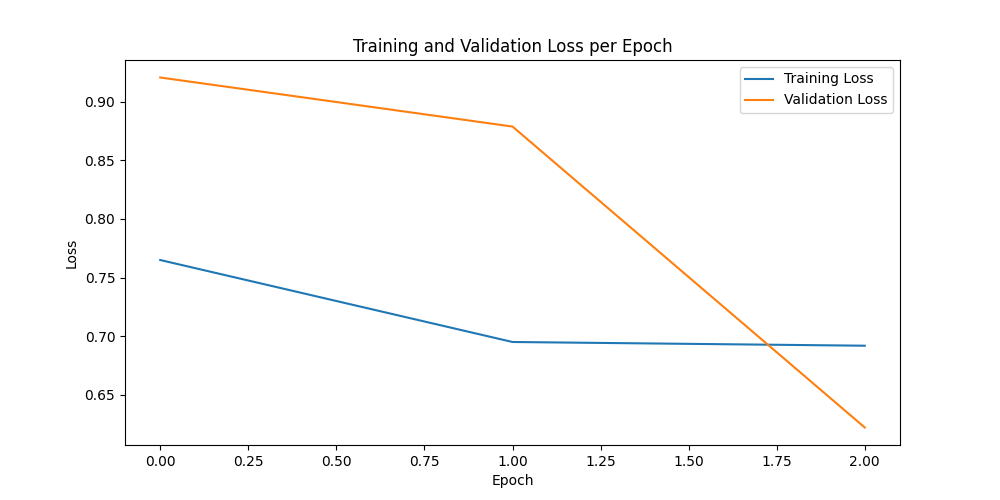 Training and Validation Loss per Epoch
Training Loss
Validation Loss
0.90
0.85
0.80
0.75
0.70
0.65
Loss
0.00 0.25 0.50 0.75 1.00 1.25 1.50 1.75 2.00
Epoch